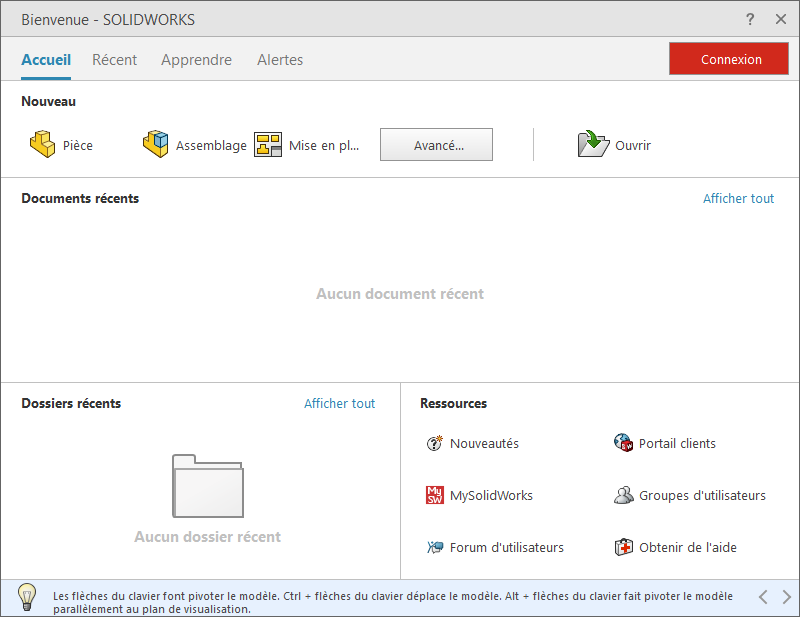 Bienvenue - SOLIDWORKS ?
Accueil Récent Apprendre Alertes Connexion
Nouveau
Pièce Assemblage Mise en pl... Avancé... Ouvrir
Documents récents Afficher tout
Aucun document récent
Dossiers récents Afficher tout
Aucun dossier récent
Ressources
Nouveautés Portail clients
MySolidWorks Groupes d'utilisateurs
Forum d'utilisateurs Obtenir de l'aide
Les flèches du clavier font pivoter le modèle. Ctrl + flèches du clavier déplace le modèle. Alt + flèches du clavier fait pivoter le modèle
parallèlement au plan de visualisation.